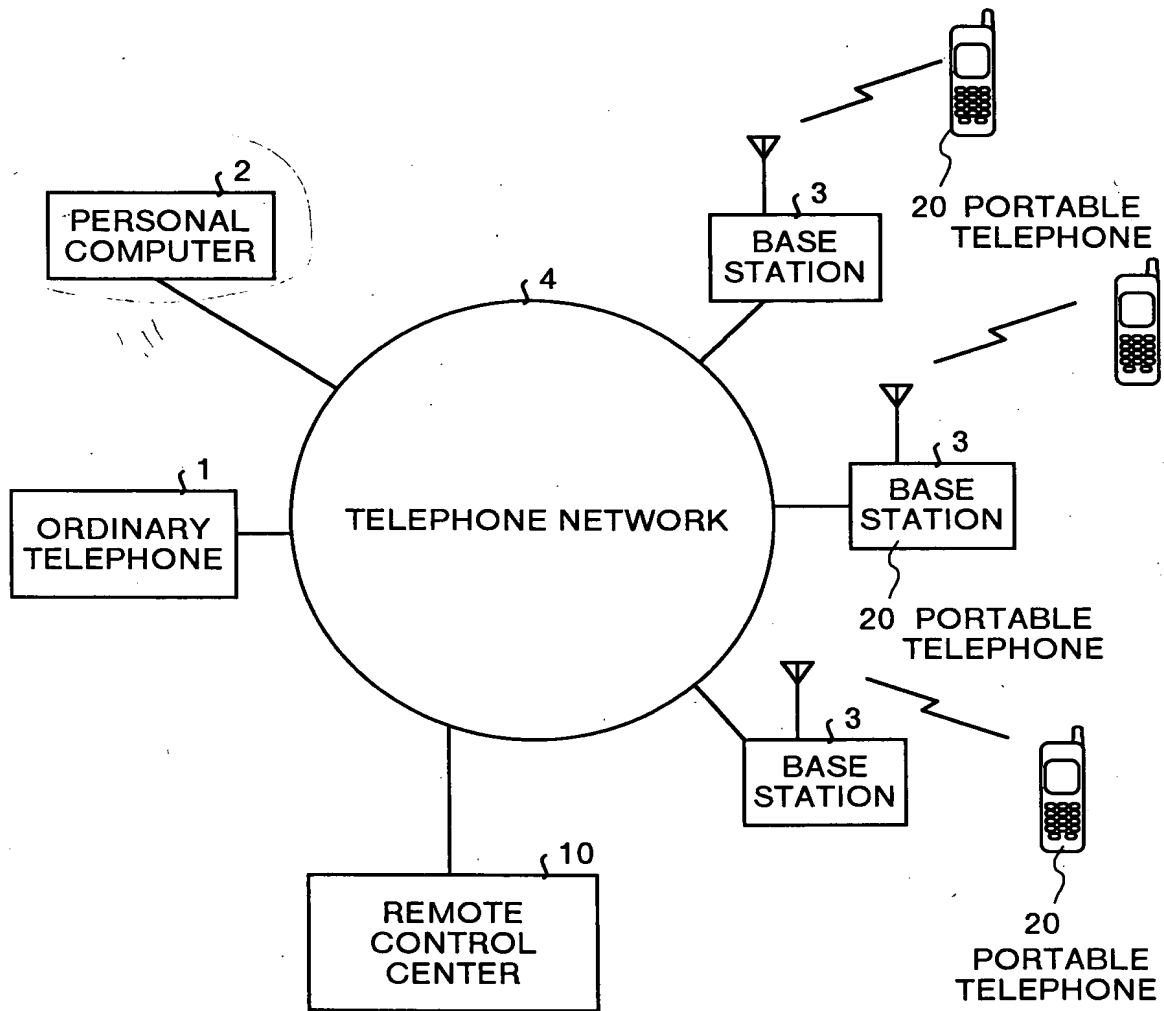 2
PERSONAL
COMPUTER
3
BASE
STATION
20 PORTABLE
TELEPHONE
4
TELEPHONE NETWORK
1
ORDINARY
TELEPHONE
3
BASE
STATION
20 PORTABLE
TELEPHONE
3
BASE
STATION
20
PORTABLE
TELEPHONE
10
REMOTE
CONTROL
CENTER